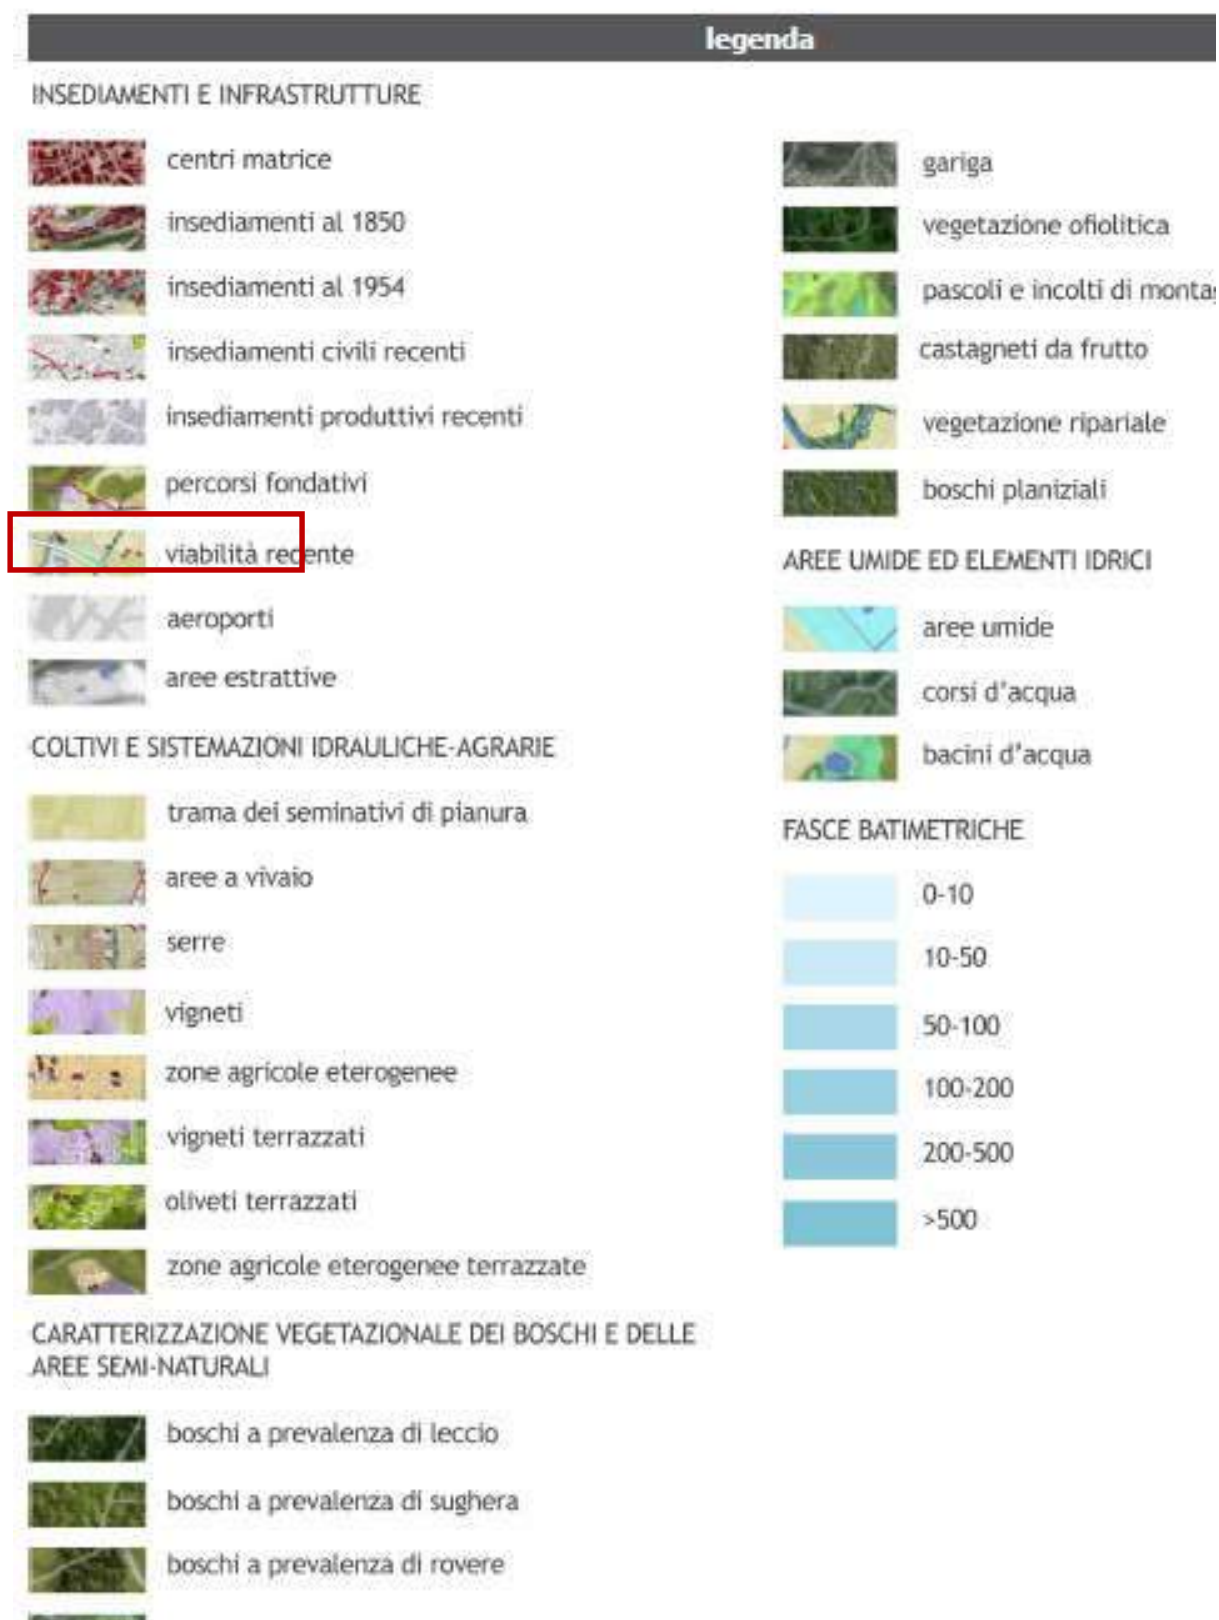 legenda
INSEDIAMENTI E INFRASTRUTTURE
centri matrice
insediamenti al 1850
insediamenti al 1954
insediamenti civili recenti
insediamenti produttivi recenti
percorsi fondativi
viabilità recente
aeroporti
aree estrattive
COLTIVI E SISTEMAZIONI IDRAULICHE-AGRARIE
trama dei seminativi di pianura
aree a vivaio
serre
vigneti
zone agricole eterogenee
vigneti terrazzati
oliveti terrazzati
zone agricole eterogenee terrazzate
CARATTERIZZAZIONE VEGETAZIONALE DEI BOSCHI E DELLE
AREE SEMI-NATURALI
boschi a prevalenza di leccio
boschi a prevalenza di sughera
boschi a prevalenza di rovere
gariga
vegetazione ofiolitica
pascoli e incolti di
castagneti da frutto
vegetazione ripariale
boschi planiziali
AREE UMIDE ED ELEMENTI IDRICI
aree umide
corsi d'acqua
bacini d'acqua
FASCE BATIMETRICHE
0-10
10-50
50-100
100-200
200-500
>500